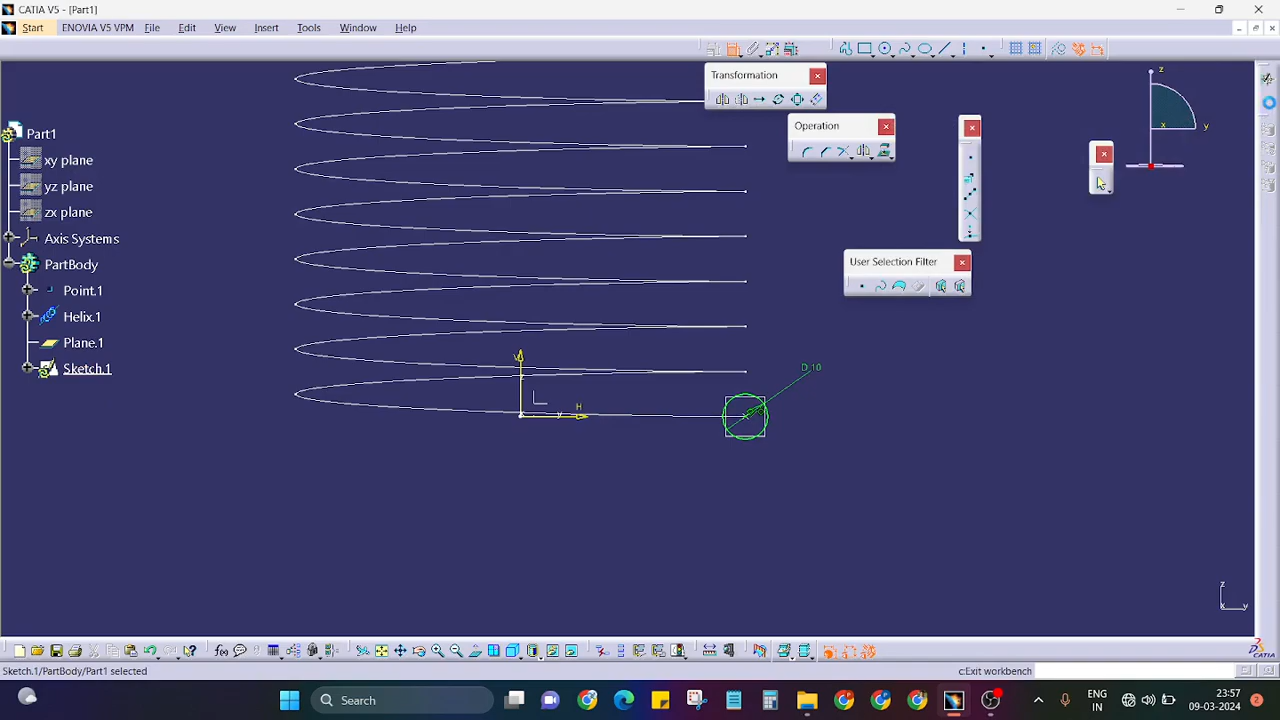 CATIA V5 - [Part1]
Start ENOVIA V5 VPM File Edit View Insert Tools Window Help
Transformation
Operation
User Selection Filter
Part1
xy plane
yz plane
zx plane
Axis Systems
PartBody
Point.1
Helix.1
Plane.1
Sketch.1
D 10
V
z
H
y
z
x
y
z
x y
f(x)
CATIA
Sketch.1/PartBody/Part1 selected
c:Exit workbench
Search
ENG
IN
23:57
09-03-2024
2